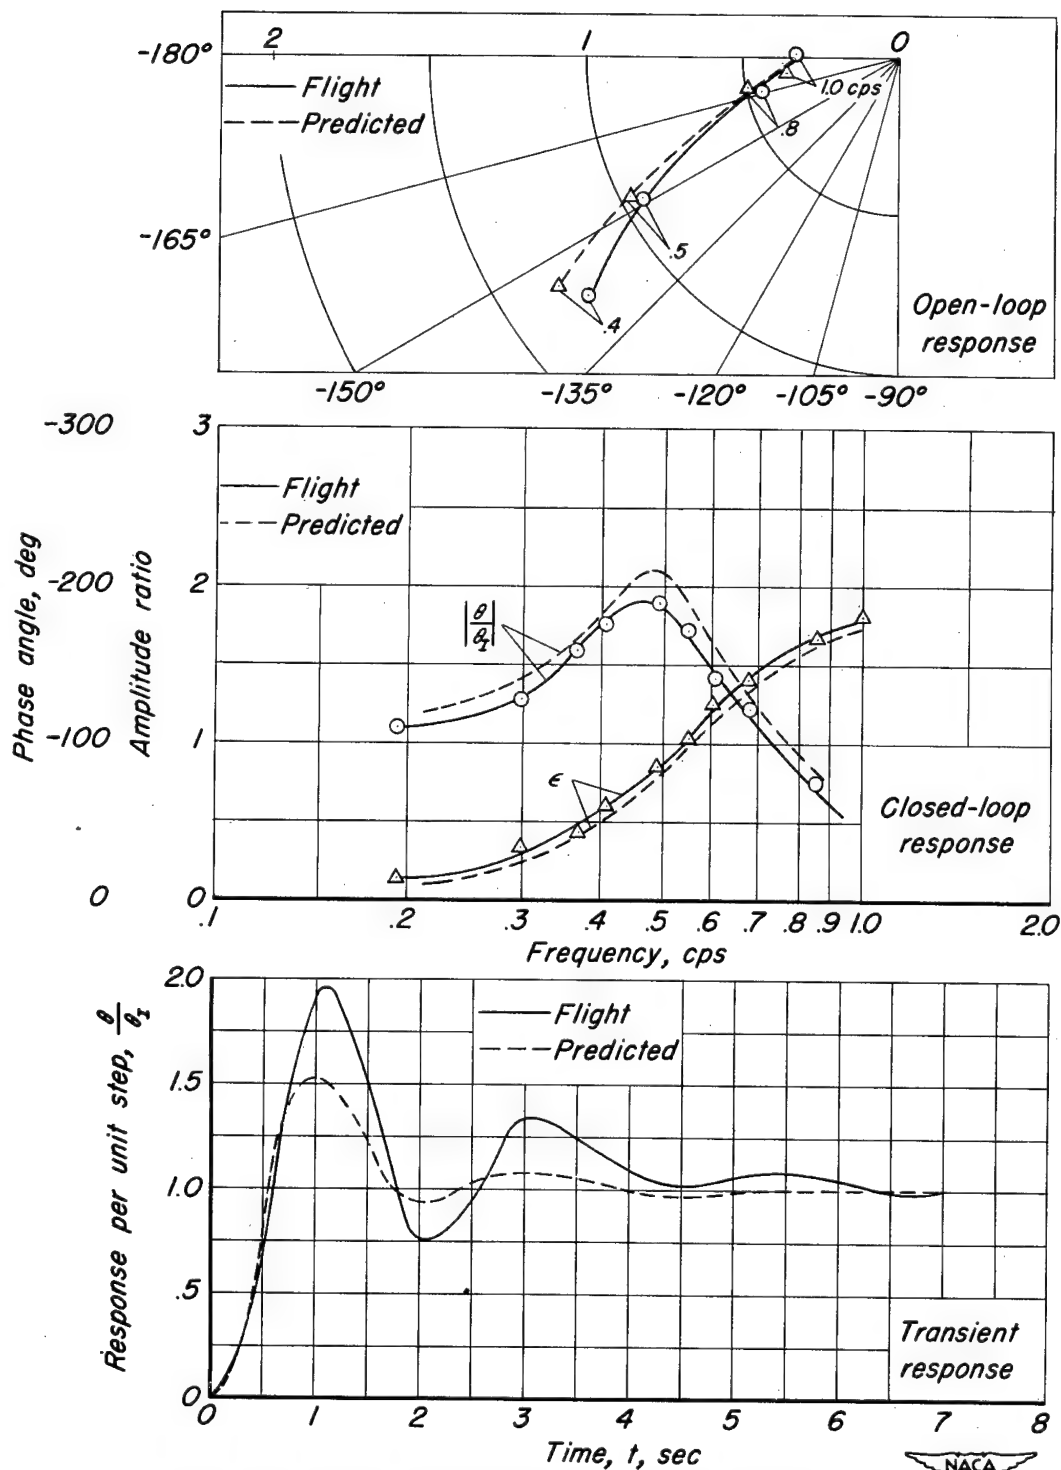 2 1 0
-180°
Flight
Predicted
1.0 cps
.8
-165°
.5
.4
Open-loop
response
-150° -135° -120° -105° -90°
-300 3
Flight
Predicted
Phase angle, deg
Amplitude ratio
-200 2
|θ/θI|
-100 1
ϵ
Closed-loop
response
0 0
.1 .2 .3 .4 .5 .6 .7 .8 .9 1.0 2.0
Frequency, cps
2.0
Flight
Predicted
Response per unit step, θ/θI
1.5
1.0
.5
Transient
response
0
0 1 2 3 4 5 6 7 8
Time, t, sec
NACA